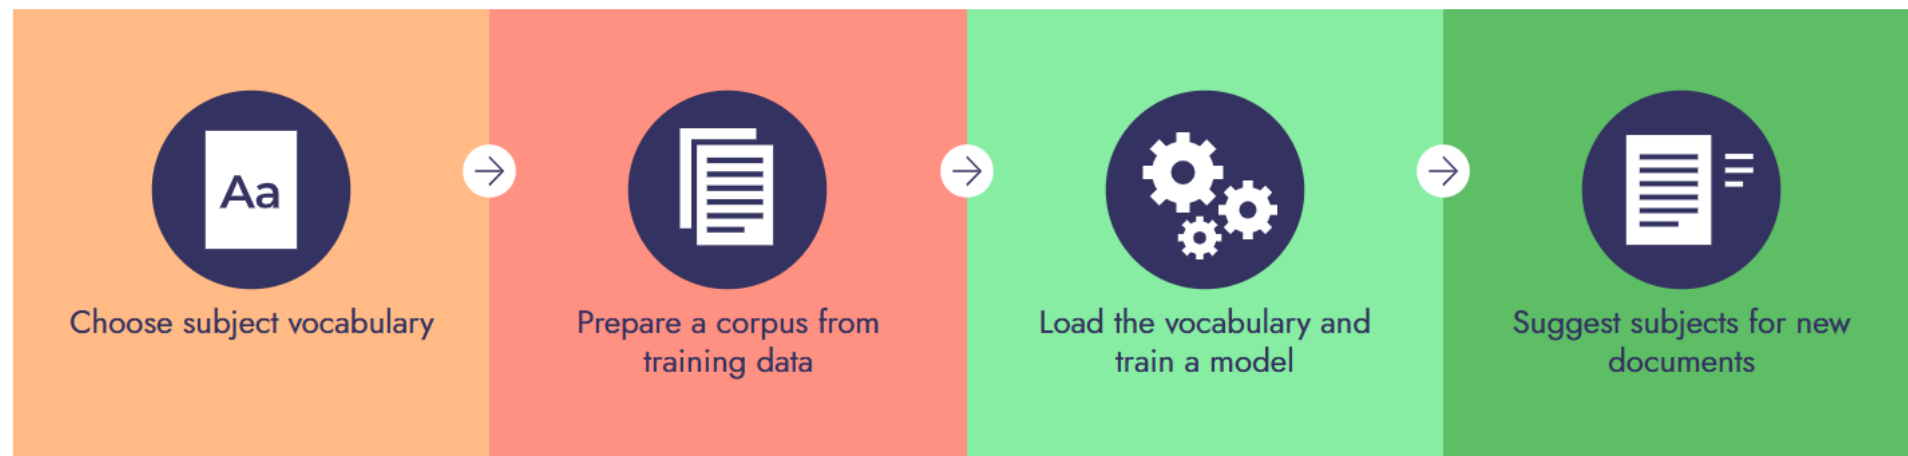 Aa
Choose subject vocabulary
Prepare a corpus from
training data
Load the vocabulary and
train a model
Suggest subjects for new
documents